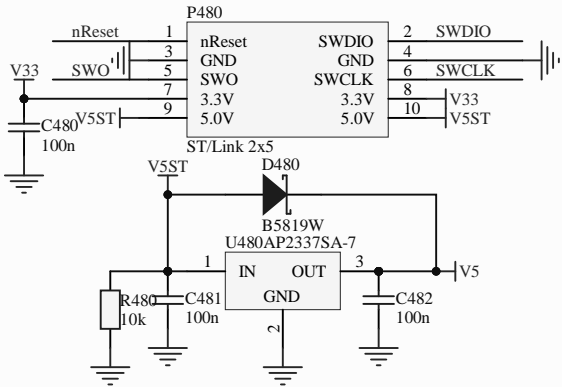 P480
nReset 1 nReset SWDIO 2 SWDIO
3 GND GND 4
SWO 5 SWO SWCLK 6 SWCLK
V33 7 3.3V 3.3V 8 V33
V5ST 9 5.0V 5.0V 10 V5ST
C480
100n
ST/Link 2x5
V5ST
D480
B5819W
U480AP2337SA-7
1 IN OUT 3 V5
GND
2
R480
10k
C481
100n
C482
100n